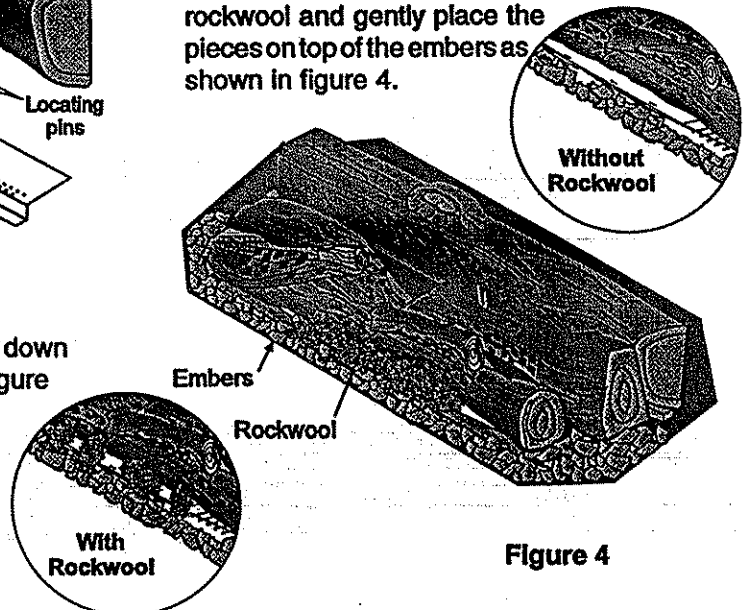 rockwool and gently place the
pieces on top of the embers as
shown in figure 4.
Locating
pins
Without
Rockwool
down
gure
Embers
Rockwool
With
Rockwool
Figure 4